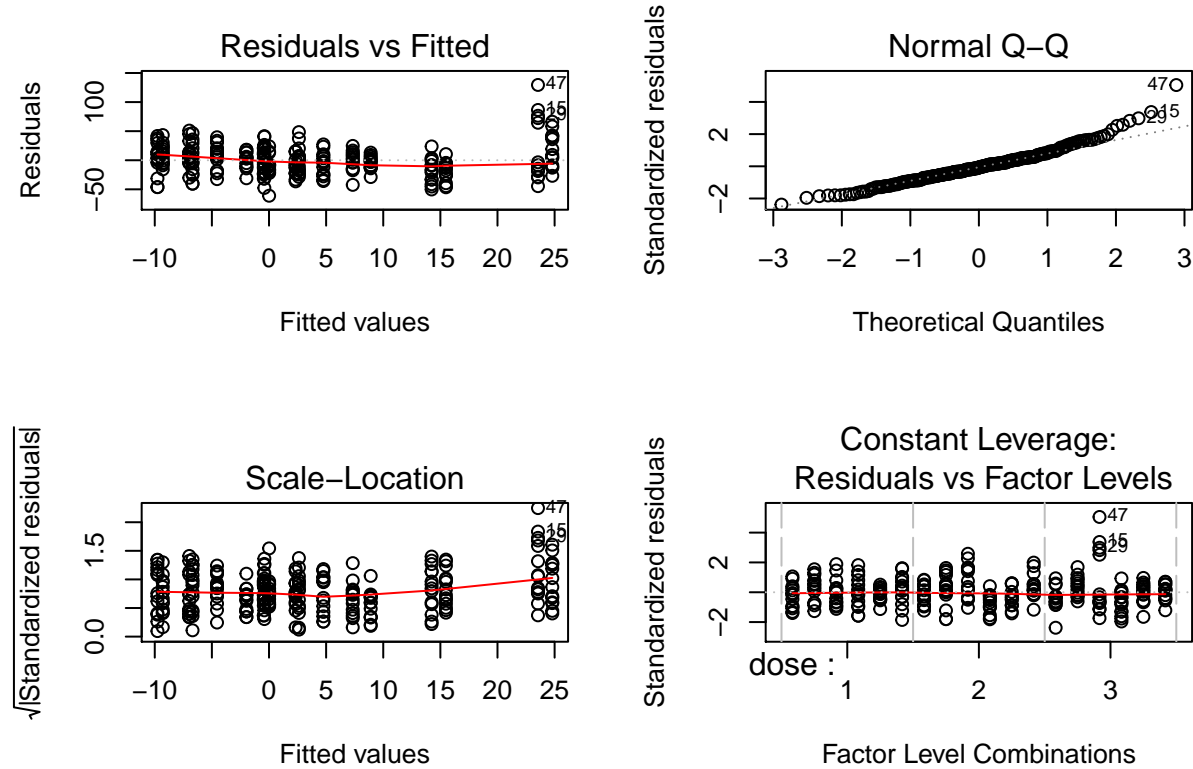 Residuals vs Fitted
Residuals
100
−50
47
15
29
−10 0 5 10 15 20 25
Fitted values
Normal Q−Q
Standardized residuals
2
−2
47
15
29
−3 −2 −1 0 1 2 3
Theoretical Quantiles
Scale−Location
√|Standardized residuals|
1.5
0.0
47
15
29
−10 0 5 10 15 20 25
Fitted values
Constant Leverage:
Residuals vs Factor Levels
Standardized residuals
2
−2
47
15
29
dose :
1 2 3
Factor Level Combinations